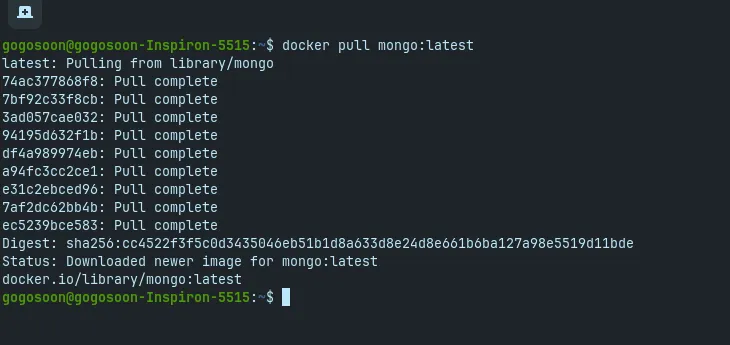 gogosoon@gogosoon-Inspiron-5515:~$ docker pull mongo:latest
latest: Pulling from library/mongo
74ac377868f8: Pull complete
7bf92c33f8cb: Pull complete
3ad057cae032: Pull complete
94195d632f1b: Pull complete
df4a989974eb: Pull complete
a94fc3cc2ce1: Pull complete
e31c2ebced96: Pull complete
7af2dc62bb4b: Pull complete
ec5239bce583: Pull complete
Digest: sha256:cc4522f3f5c0d3435046eb51b1d8a633d8e24d8e661b6ba127a98e5519d11bde
Status: Downloaded newer image for mongo:latest
docker.io/library/mongo:latest
gogosoon@gogosoon-Inspiron-5515:~$